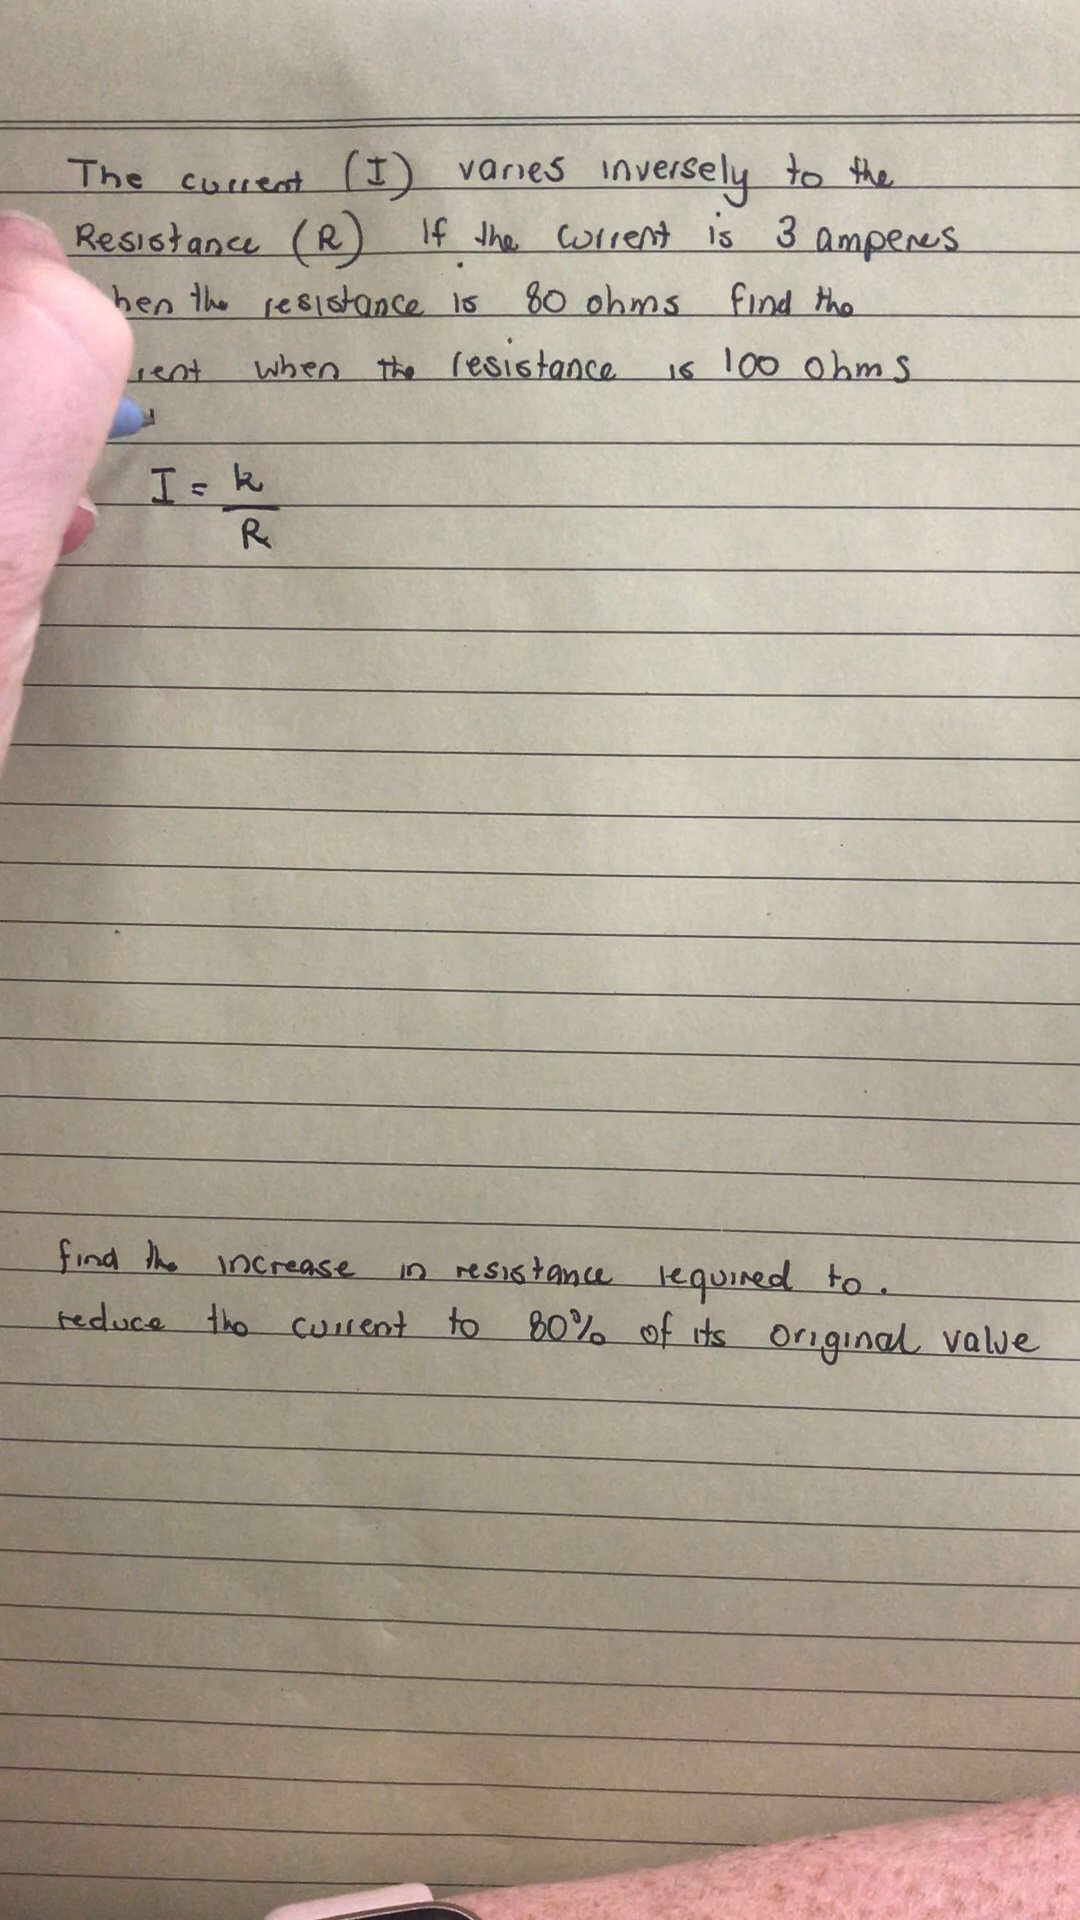 The current (I) varies inversely to the
Resistance (R) If the current is 3 amperes
hen the resistance is 80 ohms find the
rent when the resistance is 100 ohms
I = k
R
find the increase in resistance required to.
reduce the current to 80% of its original value